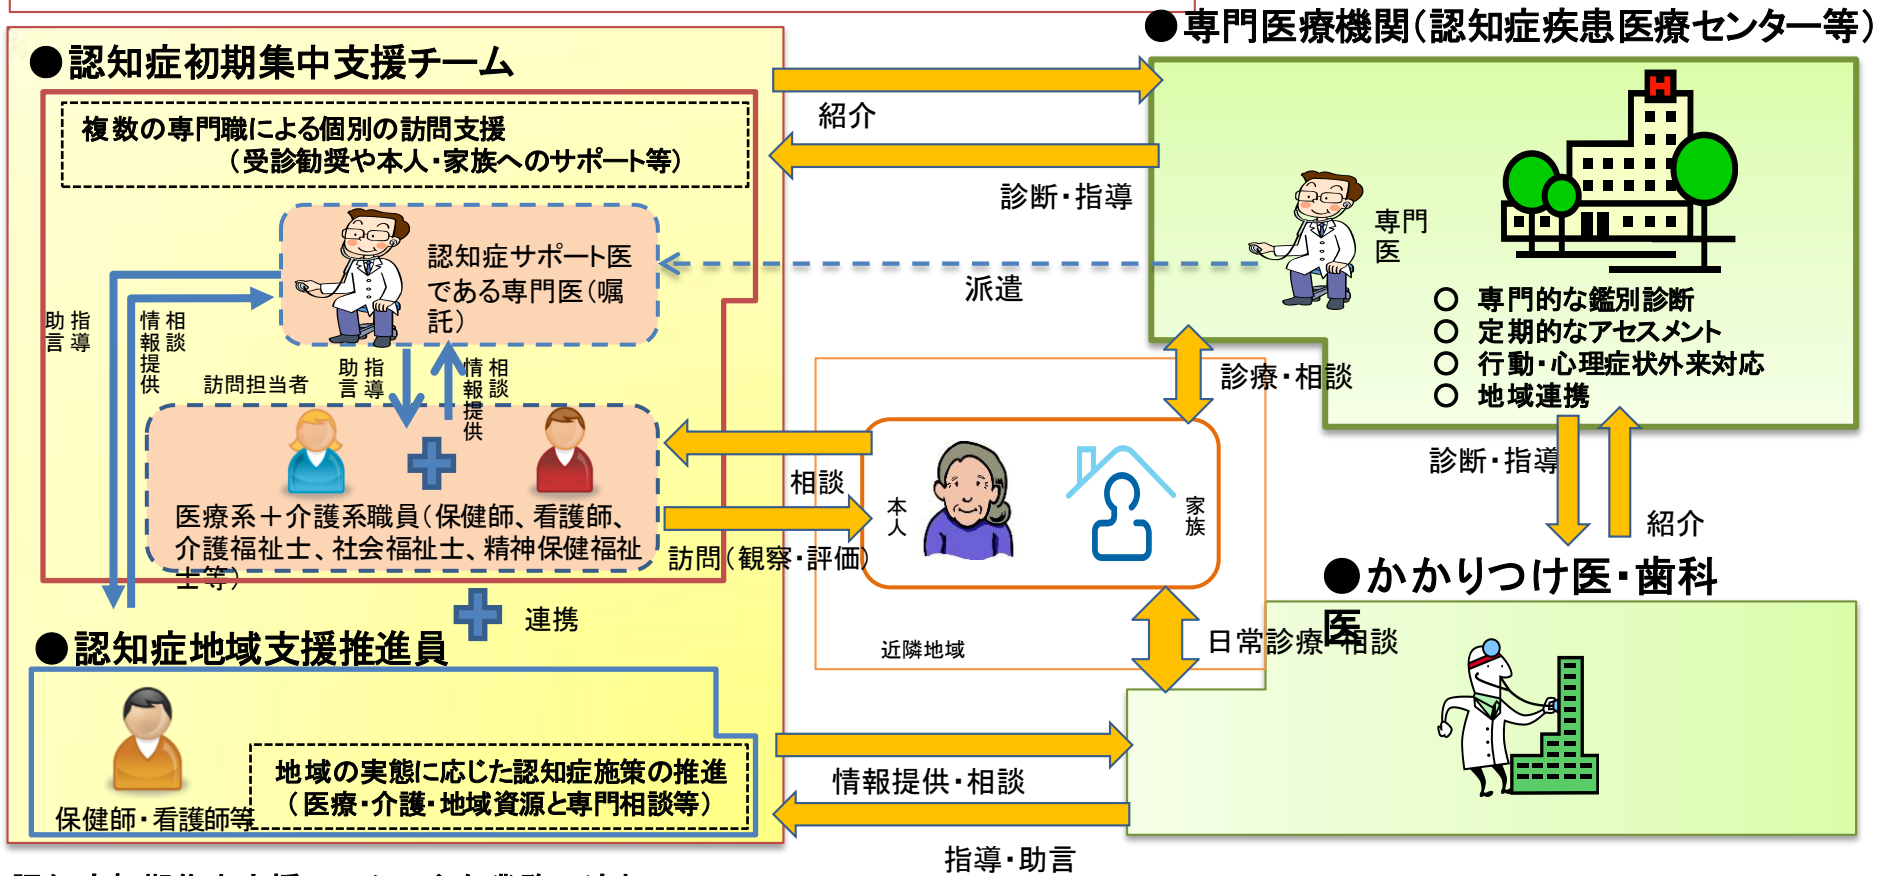 ●専門医療機関(認知症疾患医療センター等)
●認知症初期集中支援チーム
複数の専門職による個別の訪問支援
(受診勧奨や本人・家族へのサポート等)
紹介
診断・指導
認知症サポート医
である専門医(嘱
託)
派遣
専門
医
○ 専門的な鑑別診断
○ 定期的なアセスメント
○ 行動・心理症状外来対応
○ 地域連携
指導
助言
相談
情報提供
訪問担当者
指導
助言
相談
情報提供
診療・相談
医療系+介護系職員(保健師、看護師、
介護福祉士、社会福祉士、精神保健福祉
士等)
相談
訪問(観察・評価)
本人
家族
近隣地域
診断・指導
紹介
連携
●かかりつけ医・歯科
医
日常診療・相談
●認知症地域支援推進員
保健師・看護師等
地域の実態に応じた認知症施策の推進
(医療・介護・地域資源と専門相談等)
情報提供・相談
指導・助言